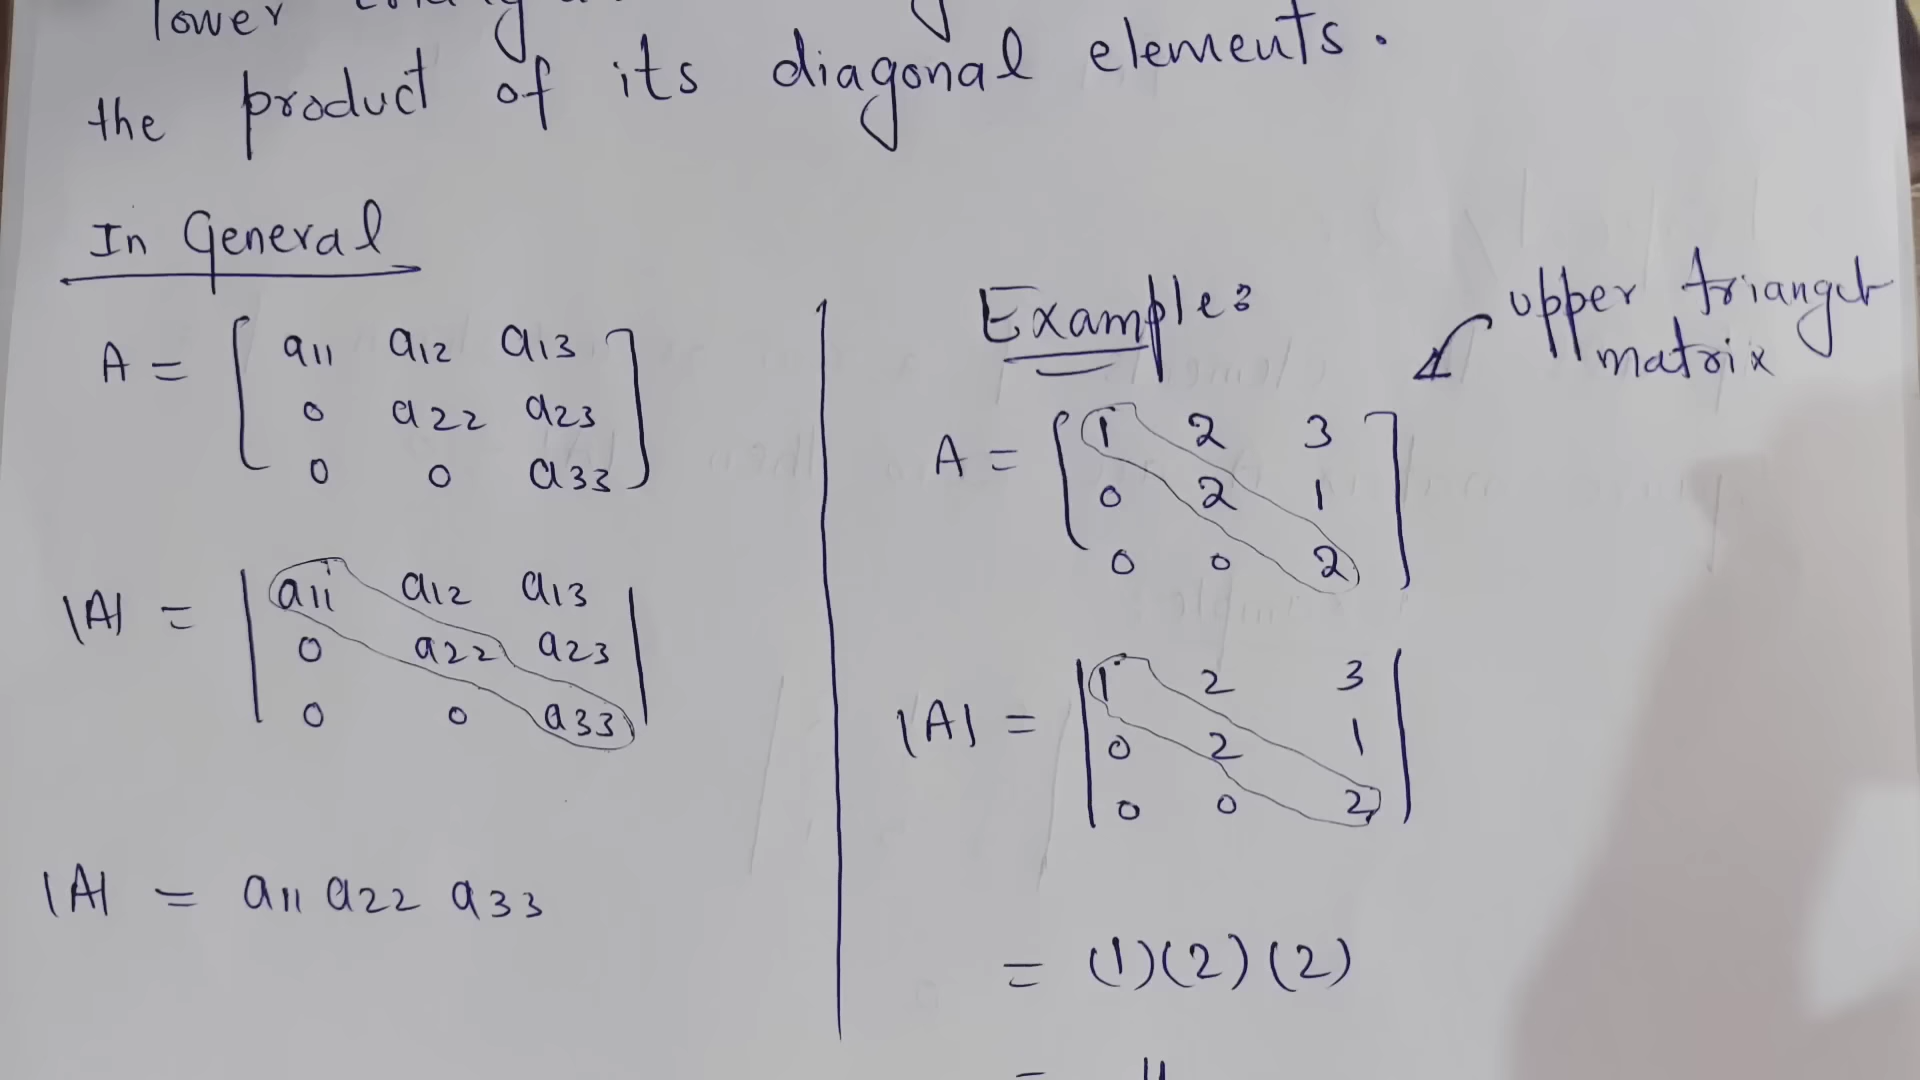 lower
the product of its diagonal elements.
In General
A = [ a11 a12 a13
0 a22 a23
0 0 a33 ]
|A| = | a11 a12 a13
0 a22 a23
0 0 a33 |
|A| = a11 a22 a33
Example:
upper
matrix
A = [ 1 2 3
0 2 1
0 0 2 ]
|A| = | 1 2 3
0 2 1
0 0 2 |
= (1)(2)(2)
=